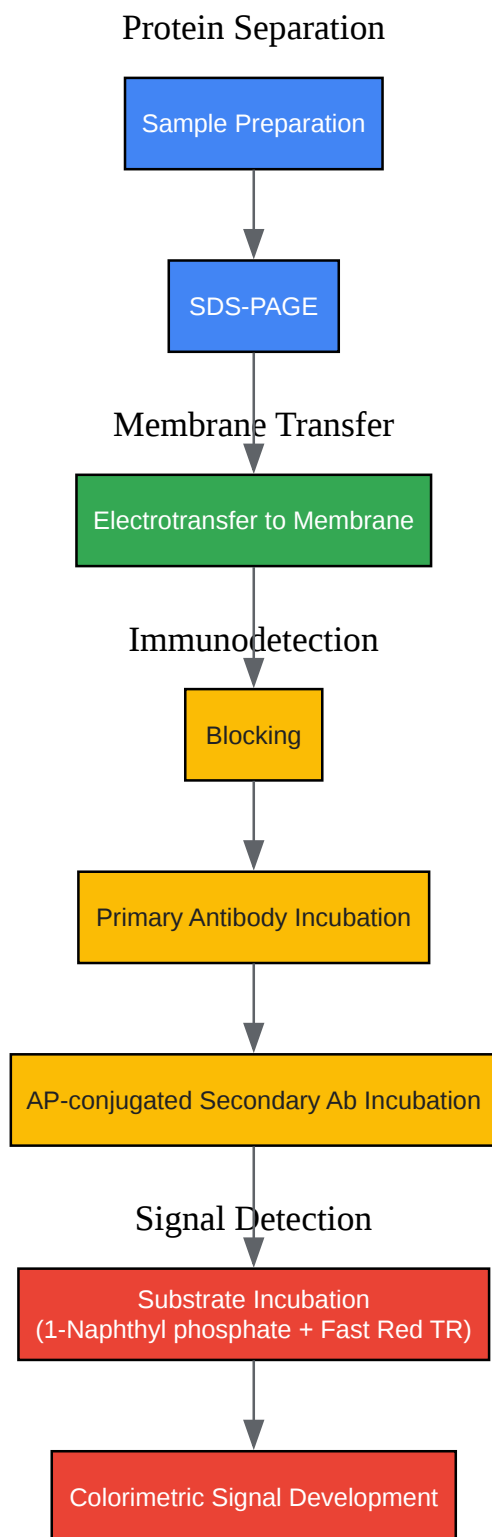 Protein Separation
Sample Preparation
SDS-PAGE
Membrane Transfer
Electrotransfer to Membrane
Immunodetection
Blocking
Primary Antibody Incubation
AP-conjugated Secondary Ab Incubation
Signal Detection
Substrate Incubation
(1-Naphthyl phosphate + Fast Red TR)
Colorimetric Signal Development